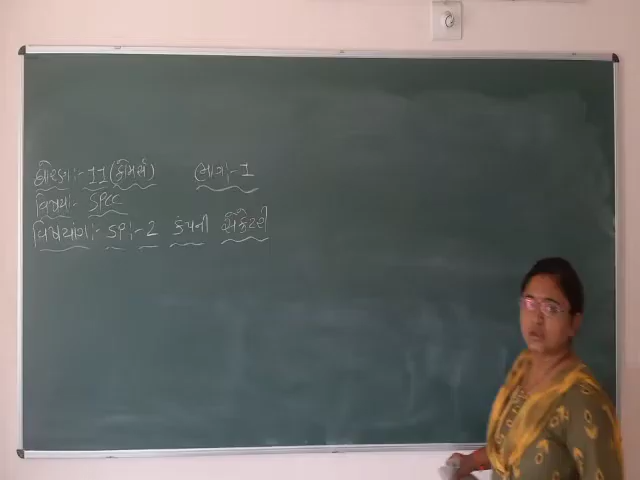 ધોરણ:- 11 (કોમર્સ) ભાગ:- 1
વિષય:- SPCC
વિષયાંગ:- SP:- 2 કંપની સેક્રેટરી